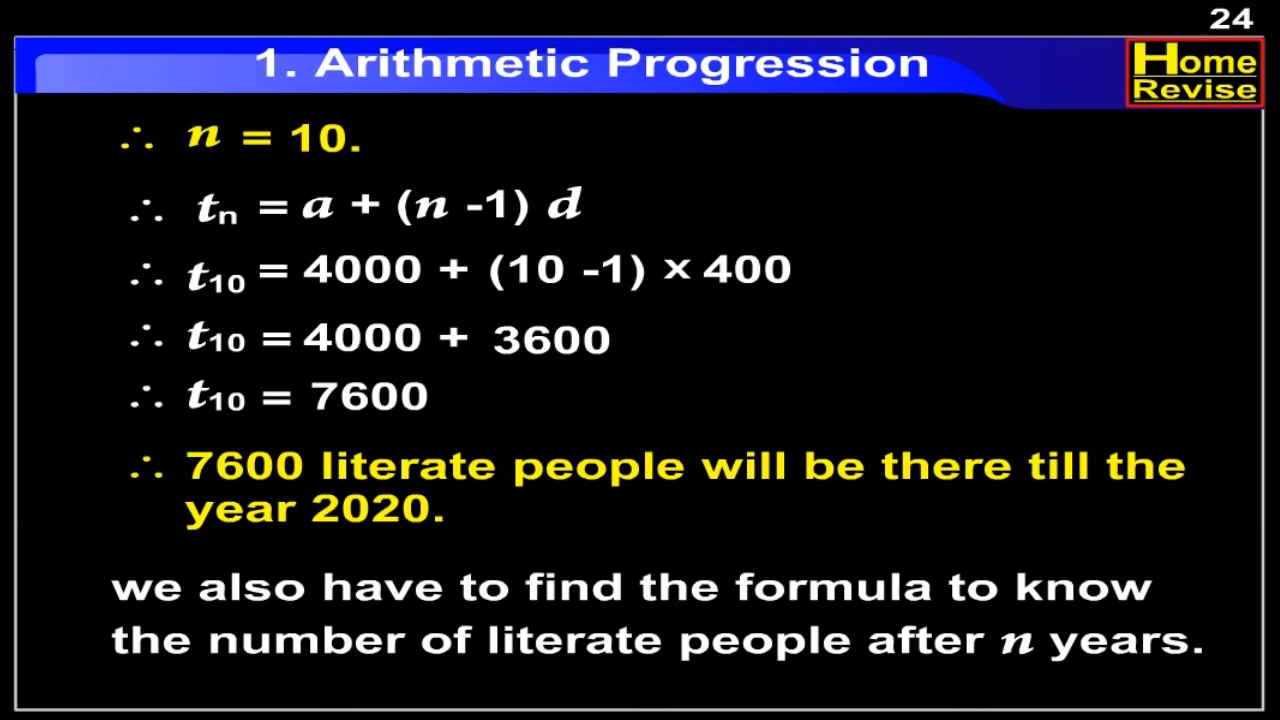 24
1. Arithmetic Progression
Home
Revise
∴ n = 10.
∴ tn = a + (n -1) d
∴ t10 = 4000 + (10 -1) × 400
∴ t10 = 4000 + 3600
∴ t10 = 7600
∴ 7600 literate people will be there till the
year 2020.
we also have to find the formula to know
the number of literate people after n years.